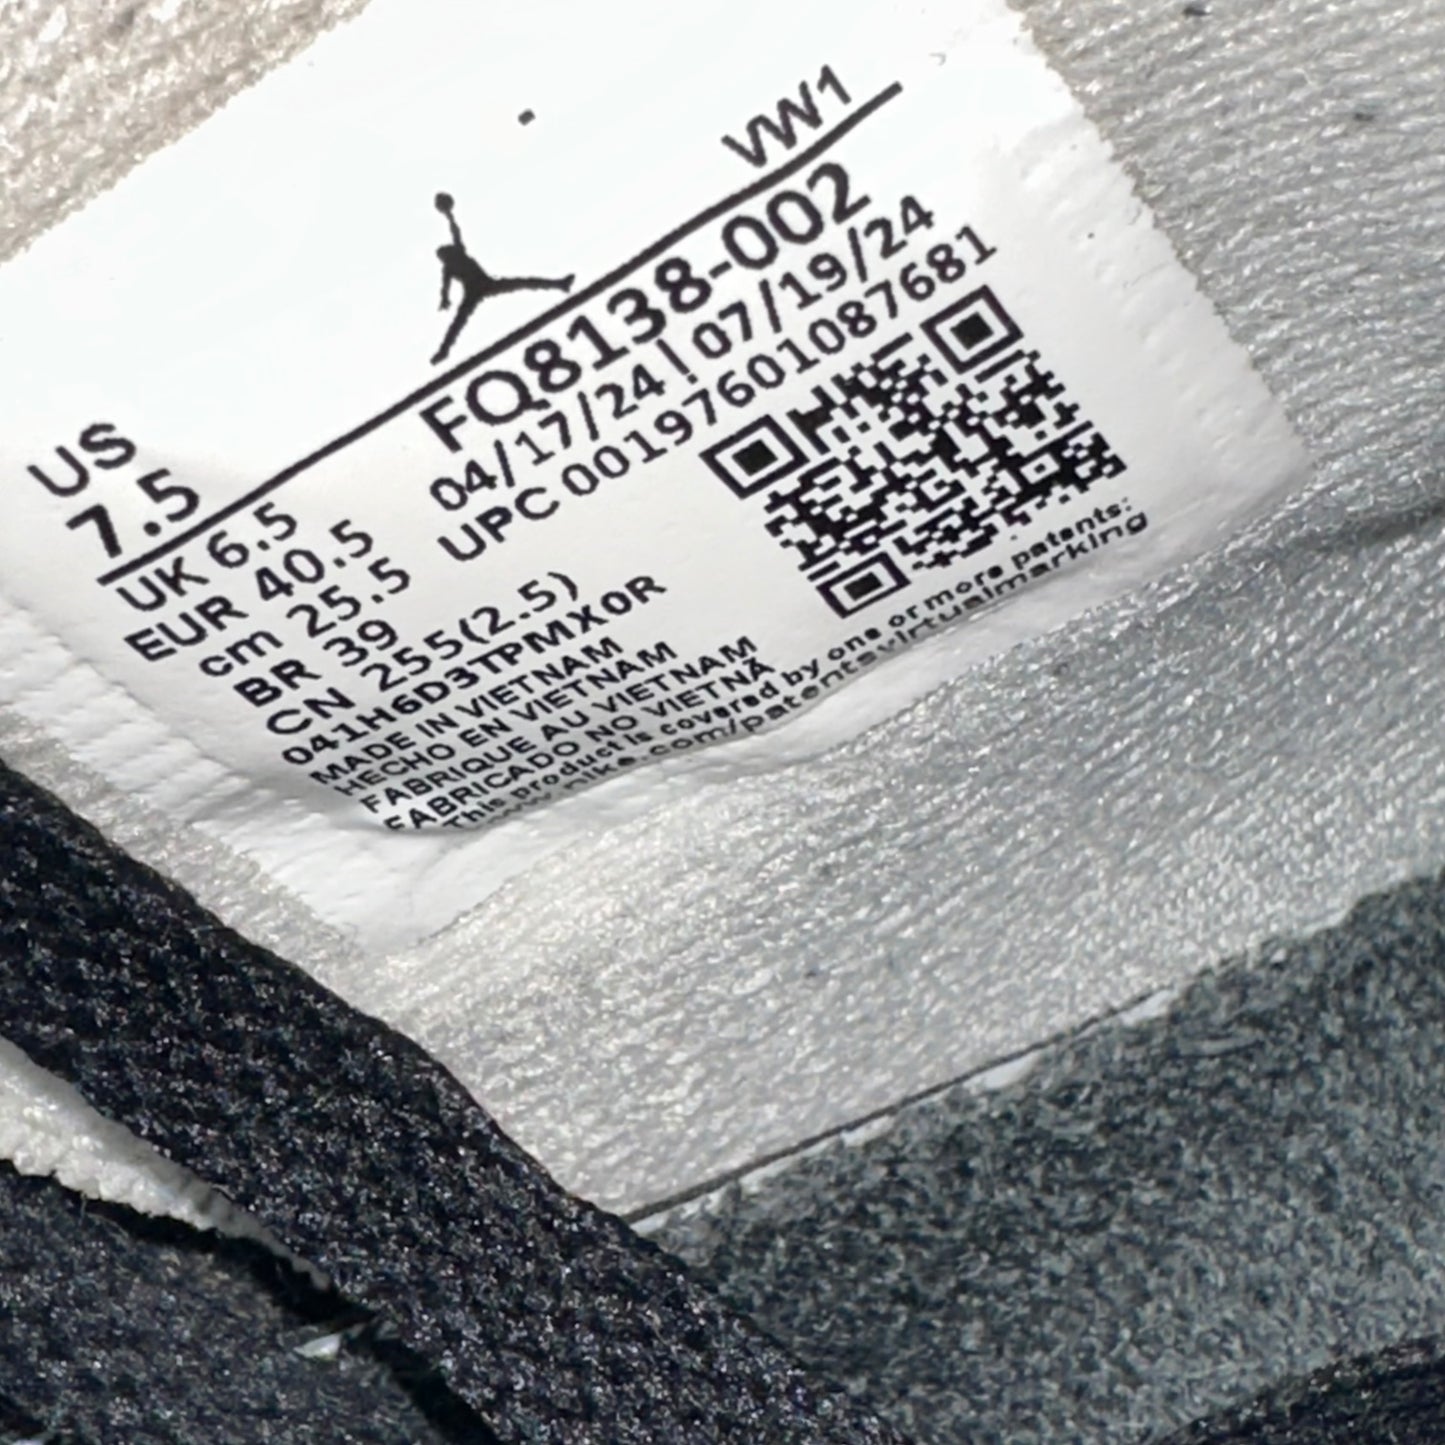 VW1
US
7.5
FQ8138-002
04/17/24 ! 07/19/24
UPC 00197601087681
UK 6.5
EUR 40.5
cm 25.5
BR 39
CN 255(2.5)
041H6D3TPMX0R
MADE IN VIETNAM
HECHO EN VIETNAM
FABRIQUE AU VIETNAM
FABRICADO NO VIETNÃ
This product is covered by one or more patents:
nike.com/patentsvirtualmarking